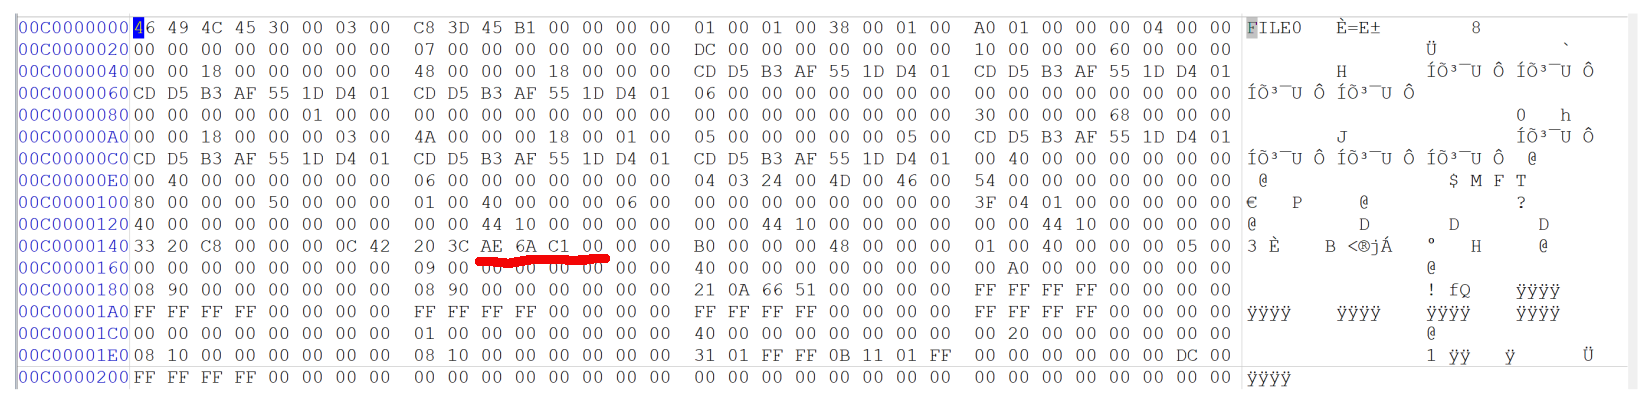 00C0000000 46 49 4C 45 30 00 03 00 C8 3D 45 B1 00 00 00 00 01 00 01 00 38 00 01 00 A0 01 00 00 00 04 00 00 FILE0 È=E± 8
00C0000020 00 00 00 00 00 00 00 00 07 00 00 00 00 00 00 00 DC 00 00 00 00 00 00 00 10 00 00 00 60 00 00 00 Ü `
00C0000040 00 00 18 00 00 00 00 00 48 00 00 00 18 00 00 00 CD D5 B3 AF 55 1D D4 01 CD D5 B3 AF 55 1D D4 01 H ÍÕ³¯U Ô ÍÕ³¯U Ô
00C0000060 CD D5 B3 AF 55 1D D4 01 CD D5 B3 AF 55 1D D4 01 06 00 00 00 00 00 00 00 00 00 00 00 00 00 00 00 ÍÕ³¯U Ô ÍÕ³¯U Ô
00C0000080 00 00 00 00 00 01 00 00 00 00 00 00 00 00 00 00 00 00 00 00 00 00 00 00 30 00 00 00 68 00 00 00 0 h
00C00000A0 00 00 18 00 00 00 03 00 4A 00 00 00 18 00 01 00 05 00 00 00 00 00 05 00 CD D5 B3 AF 55 1D D4 01 J ÍÕ³¯U Ô
00C00000C0 CD D5 B3 AF 55 1D D4 01 CD D5 B3 AF 55 1D D4 01 CD D5 B3 AF 55 1D D4 01 00 40 00 00 00 00 00 00 ÍÕ³¯U Ô ÍÕ³¯U Ô ÍÕ³¯U Ô @
00C00000E0 00 40 00 00 00 00 00 00 06 00 00 00 00 00 00 00 04 03 24 00 4D 00 46 00 54 00 00 00 00 00 00 00 @ $ M F T
00C0000100 80 00 00 00 50 00 00 00 01 00 40 00 00 00 06 00 00 00 00 00 00 00 00 00 3F 04 01 00 00 00 00 00 € P @ ?
00C0000120 40 00 00 00 00 00 00 00 00 00 44 10 00 00 00 00 00 00 44 10 00 00 00 00 00 00 44 10 00 00 00 00 @ D D D
00C0000140 33 20 C8 00 00 00 0C 42 20 3C AE 6A C1 00 00 00 B0 00 00 00 48 00 00 00 01 00 40 00 00 00 05 00 3 È B <®jÁ ° H @
00C0000160 00 00 00 00 00 00 00 00 09 00 00 00 00 00 00 00 40 00 00 00 00 00 00 00 00 A0 00 00 00 00 00 00 @
00C0000180 08 90 00 00 00 00 00 00 08 90 00 00 00 00 00 00 21 0A 66 51 00 00 00 00 FF FF FF FF 00 00 00 00 ! fQ ÿÿÿÿ
00C00001A0 FF FF FF FF 00 00 00 00 FF FF FF FF 00 00 00 00 FF FF FF FF 00 00 00 00 FF FF FF FF 00 00 00 00 ÿÿÿÿ ÿÿÿÿ ÿÿÿÿ ÿÿÿÿ
00C00001C0 00 00 00 00 00 00 00 00 01 00 00 00 00 00 00 00 40 00 00 00 00 00 00 00 00 20 00 00 00 00 00 00 @
00C00001E0 08 10 00 00 00 00 00 00 08 10 00 00 00 00 00 00 31 01 FF FF 0B 11 01 FF 00 00 00 00 00 00 DC 00 1 ÿÿ ÿ Ü
00C0000200 FF FF FF FF 00 00 00 00 00 00 00 00 00 00 00 00 00 00 00 00 00 00 00 00 00 00 00 00 00 00 00 00 ÿÿÿÿ